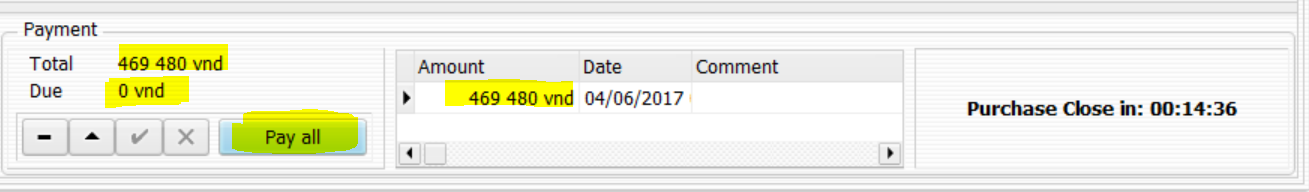 Payment
Total 469 480 vnd
Due 0 vnd
Pay all
Amount Date Comment
469 480 vnd 04/06/2017
Purchase Close in: 00:14:36